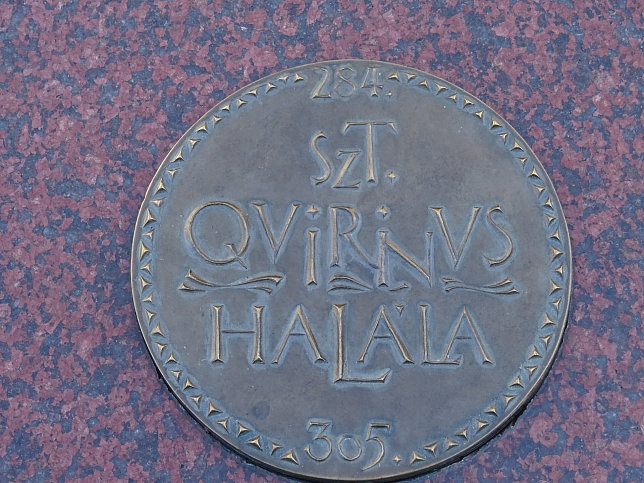 284.
SzT.
QViRiNVS
HALÁLA
305.